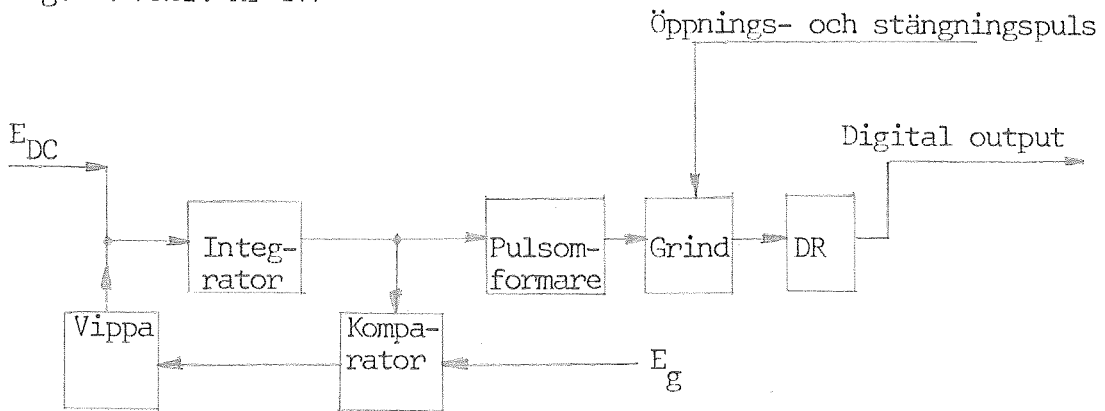 Öppnings- och stängningspuls
E_DC
Digital output
Integ-
rator
Pulsom-
formare
Grind
DR
Vippa
Kompa-
rator
E_g